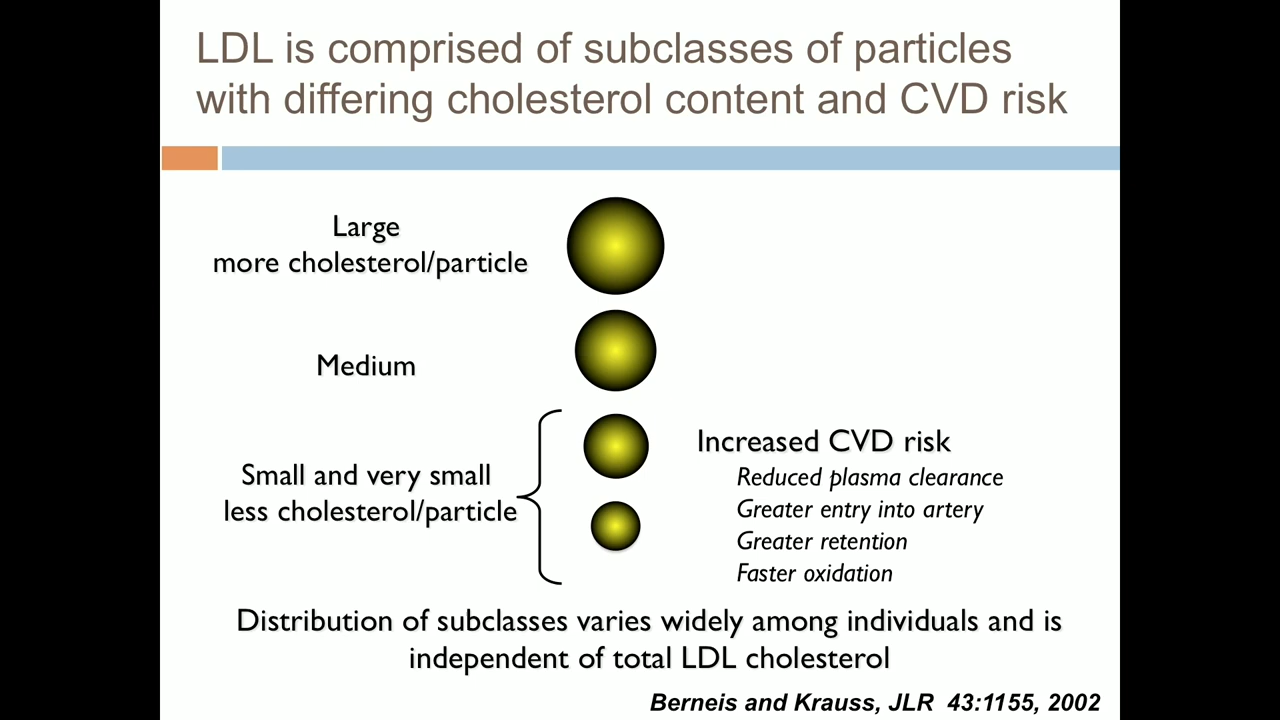 LDL is comprised of subclasses of particles
with differing cholesterol content and CVD risk
Large
more cholesterol/particle
Medium
Small and very small
less cholesterol/particle
Increased CVD risk
Reduced plasma clearance
Greater entry into artery
Greater retention
Faster oxidation
Distribution of subclasses varies widely among individuals and is
independent of total LDL cholesterol
Berneis and Krauss, JLR 43:1155, 2002